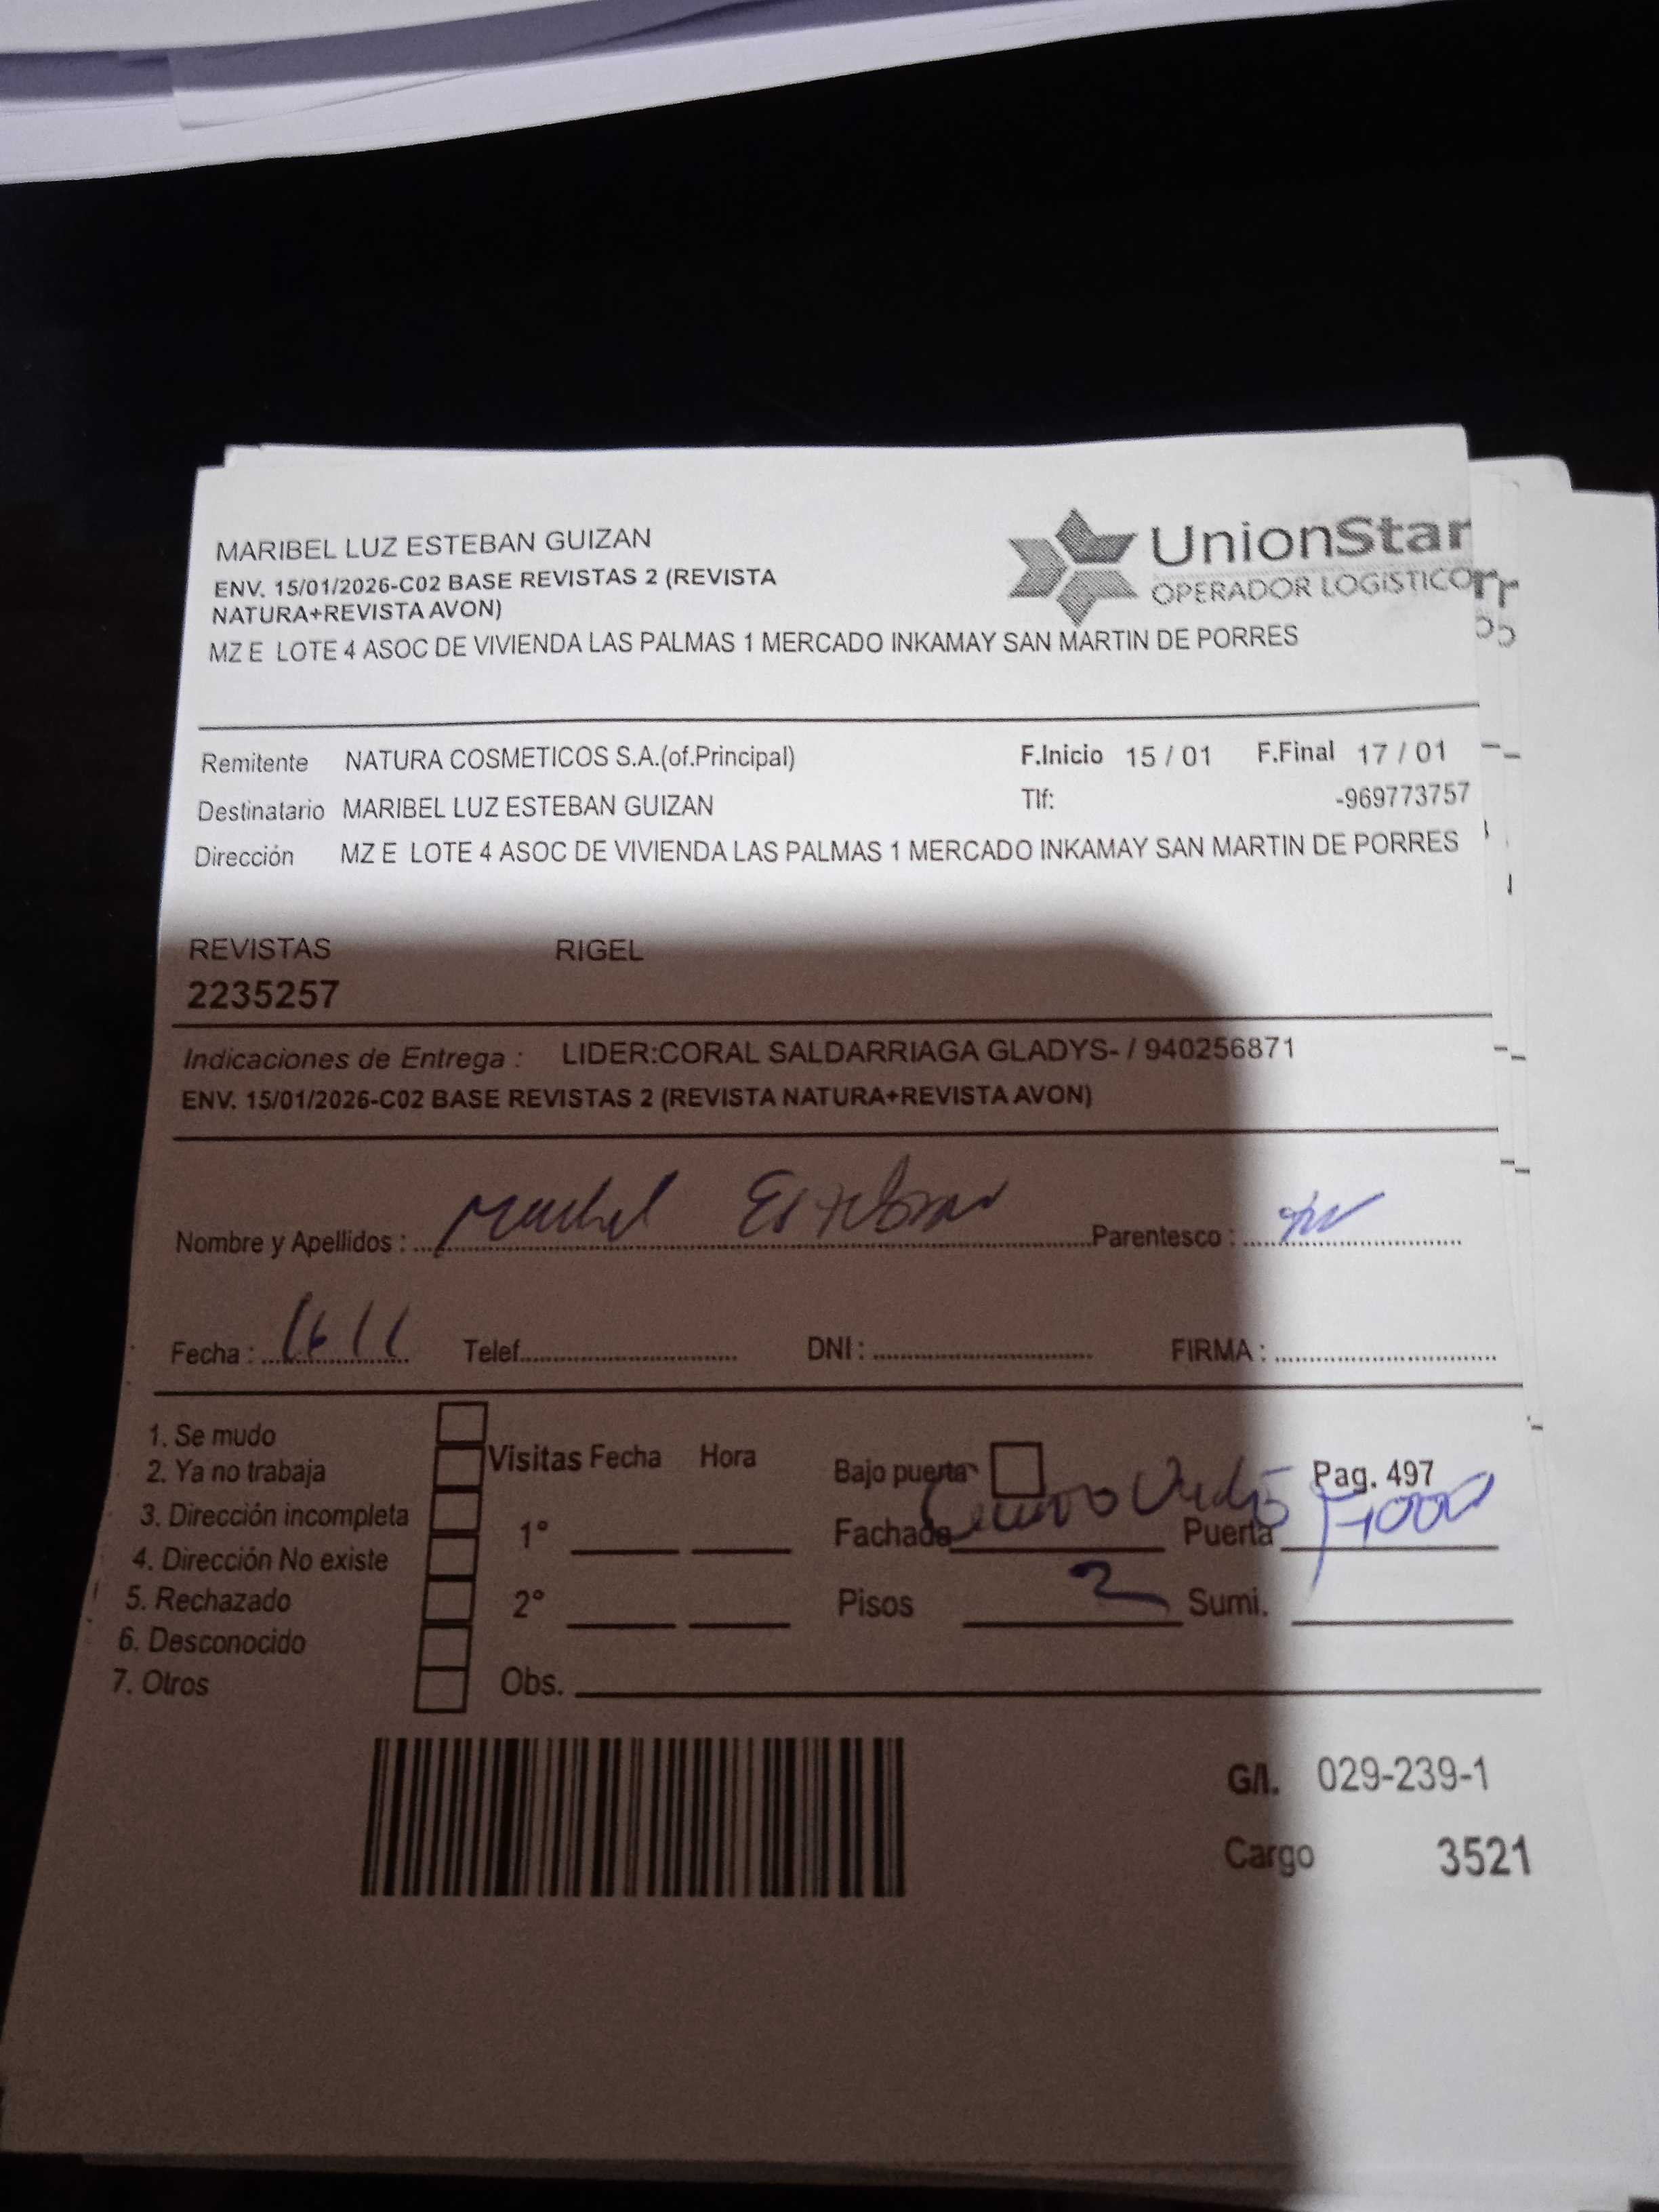 MARIBEL LUZ ESTEBAN GUIZAN
ENV. 15/01/2026-C02 BASE REVISTAS 2 (REVISTA
NATURA+REVISTA AVON)
MZ E LOTE 4 ASOC DE VIVIENDA LAS PALMAS 1 MERCADO INKAMAY SAN MARTIN DE PORRES
UnionStar
OPERADOR LOGÍSTICO
Remitente NATURA COSMETICOS S.A.(of.Principal) F.Inicio 15 / 01 F.Final 17 / 01
Destinatario MARIBEL LUZ ESTEBAN GUIZAN Tlf: -969773757
Dirección MZ E LOTE 4 ASOC DE VIVIENDA LAS PALMAS 1 MERCADO INKAMAY SAN MARTIN DE PORRES
REVISTAS RIGEL
2235257
Indicaciones de Entrega : LIDER:CORAL SALDARRIAGA GLADYS- / 940256871
ENV. 15/01/2026-C02 BASE REVISTAS 2 (REVISTA NATURA+REVISTA AVON)
Nombre y Apellidos : Maribel Esteban Parentesco :
Fecha : 16/1 Telef. DNI : FIRMA :
1. Se mudo
2. Ya no trabaja
3. Dirección incompleta
4. Dirección No existe
5. Rechazado
6. Desconocido
7. Otros
Visitas Fecha Hora
1°
2°
Obs.
Bajo puerta Pag. 497
Fachada Puerta
Pisos 2 Sumi.
G/I. 029-239-1
Cargo 3521